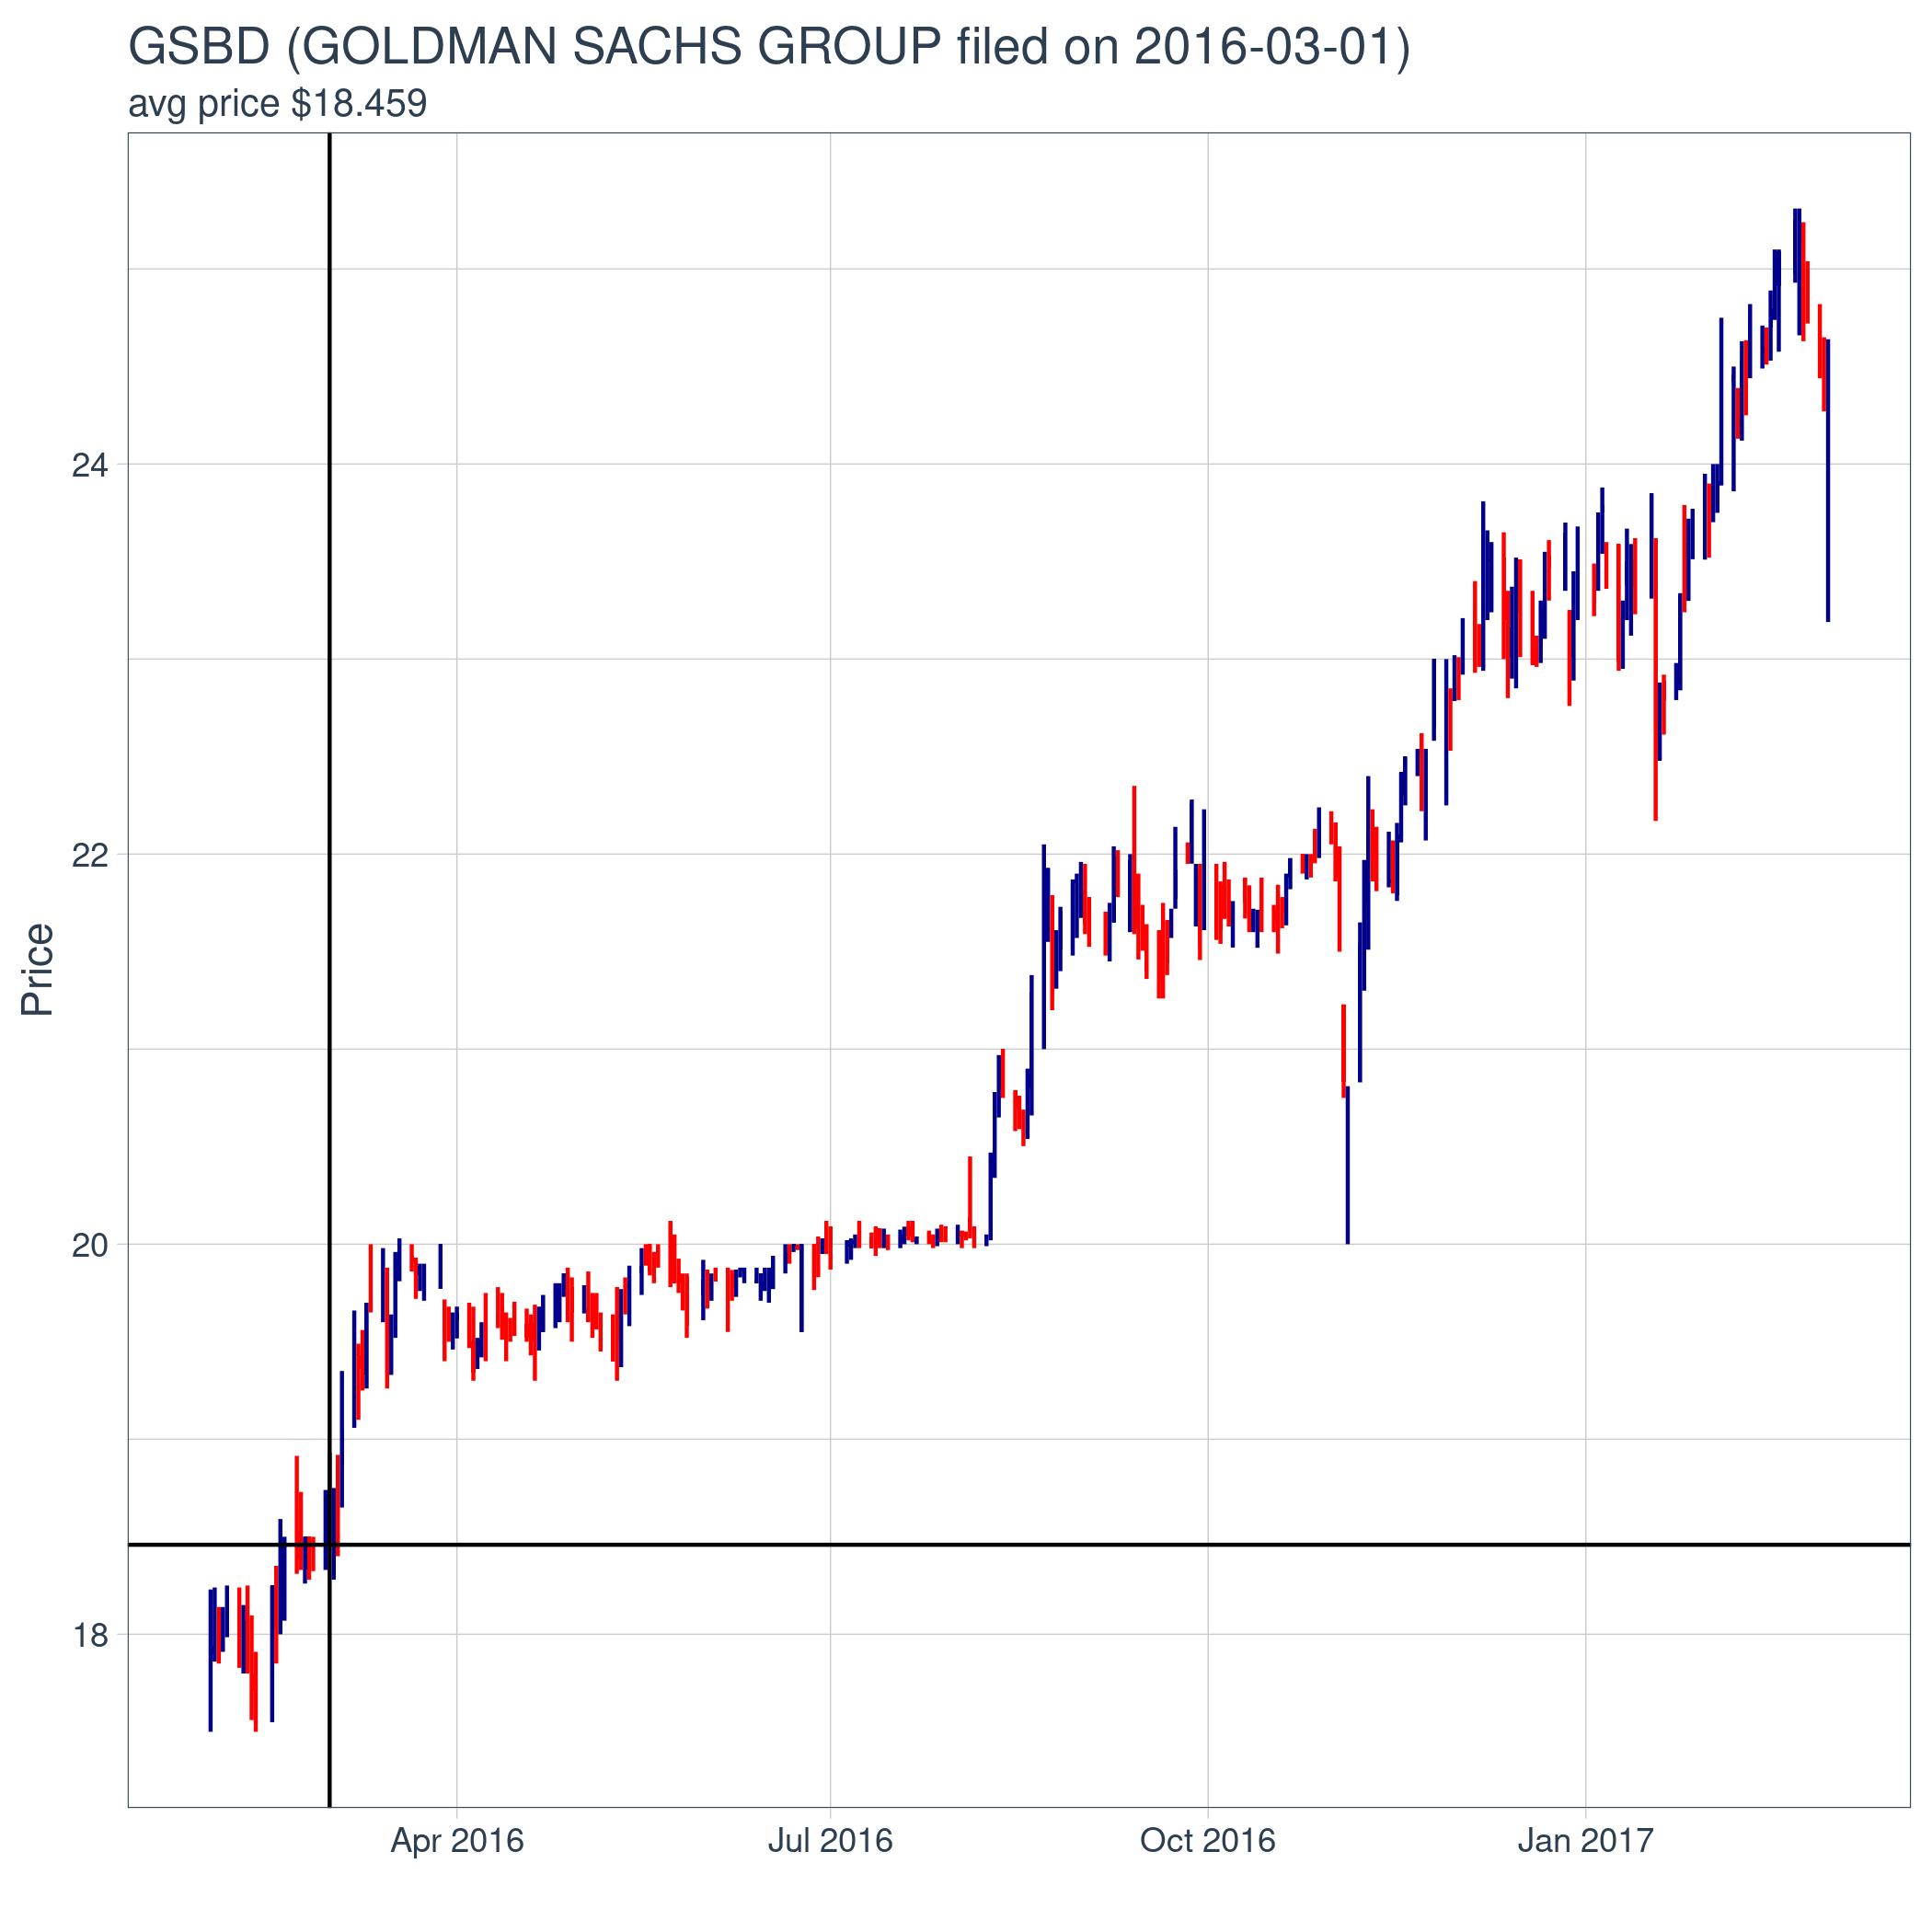 GSBD (GOLDMAN SACHS GROUP filed on 2016-03-01)
avg price $18.459
Price
24
22
20
18
Apr 2016
Jul 2016
Oct 2016
Jan 2017